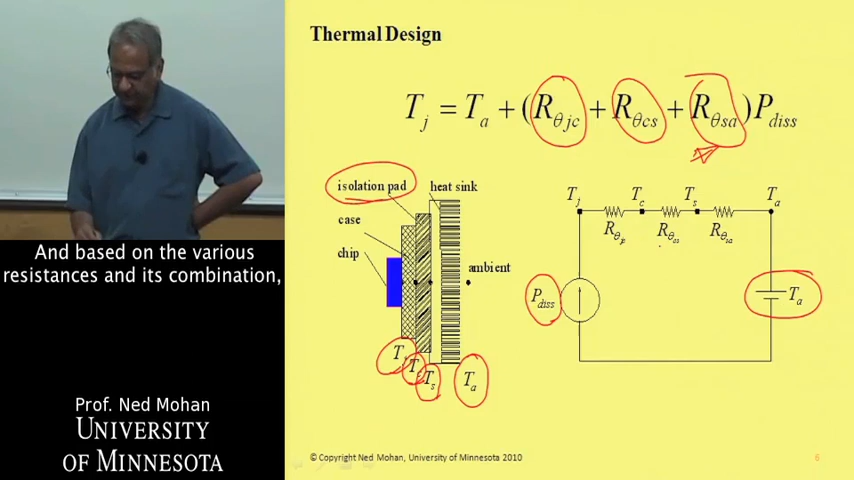 Thermal Design
T_j = T_a + (R_θjc + R_θcs + R_θsa)P_diss
isolation pad
heat sink
case
chip
ambient
T_j
T_s
T_a
T_j
T_c
T_s
T_a
R_θjc
R_θcs
R_θsa
P_diss
T_a
And based on the various
resistances and its combination,
Prof. Ned Mohan
UNIVERSITY
OF MINNESOTA
© Copyright Ned Mohan, University of Minnesota 2010
6